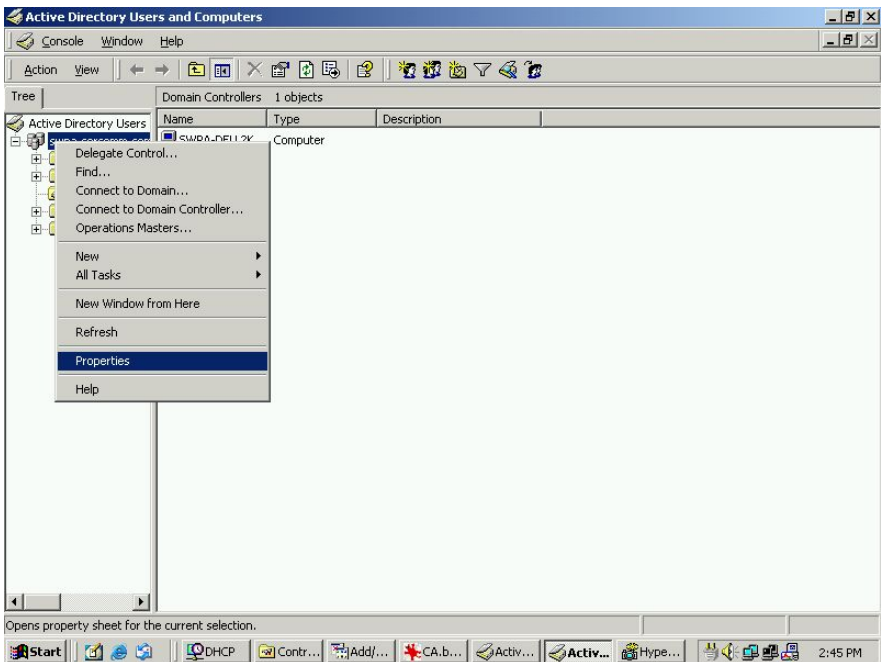 Active Directory Users and Computers
Console Window Help
Action View
Tree
Domain Controllers 1 objects
Active Directory Users
Name Type Description
Computer
Delegate Control...
Find...
Connect to Domain...
Connect to Domain Controller...
Operations Masters...
New
All Tasks
New Window from Here
Refresh
Properties
Help
Opens property sheet for the current selection.
Start DHCP Contr... Add/... CA.b... Activ... Activ... Hype... 2:45 PM